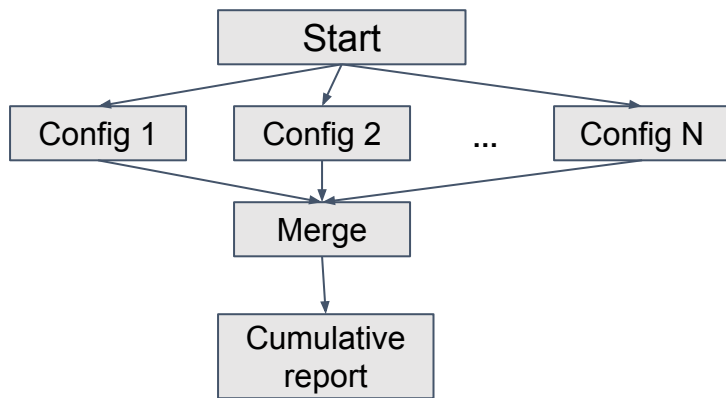 Start
Config 1
Config 2
...
Config N
Merge
Cumulative
report